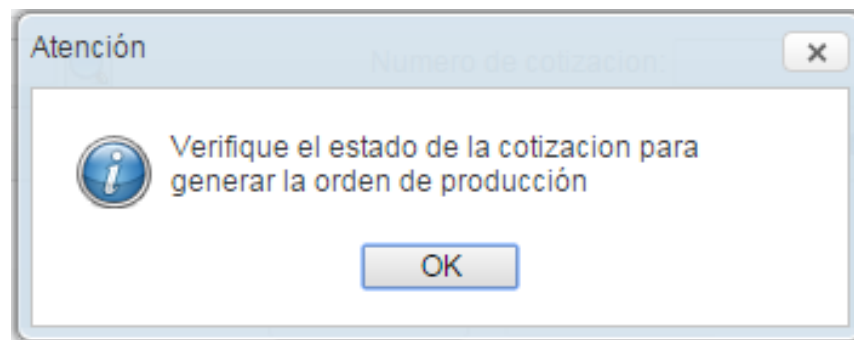 Atención
Numero de cotizacion:
Verifique el estado de la cotizacion para
generar la orden de producción
OK